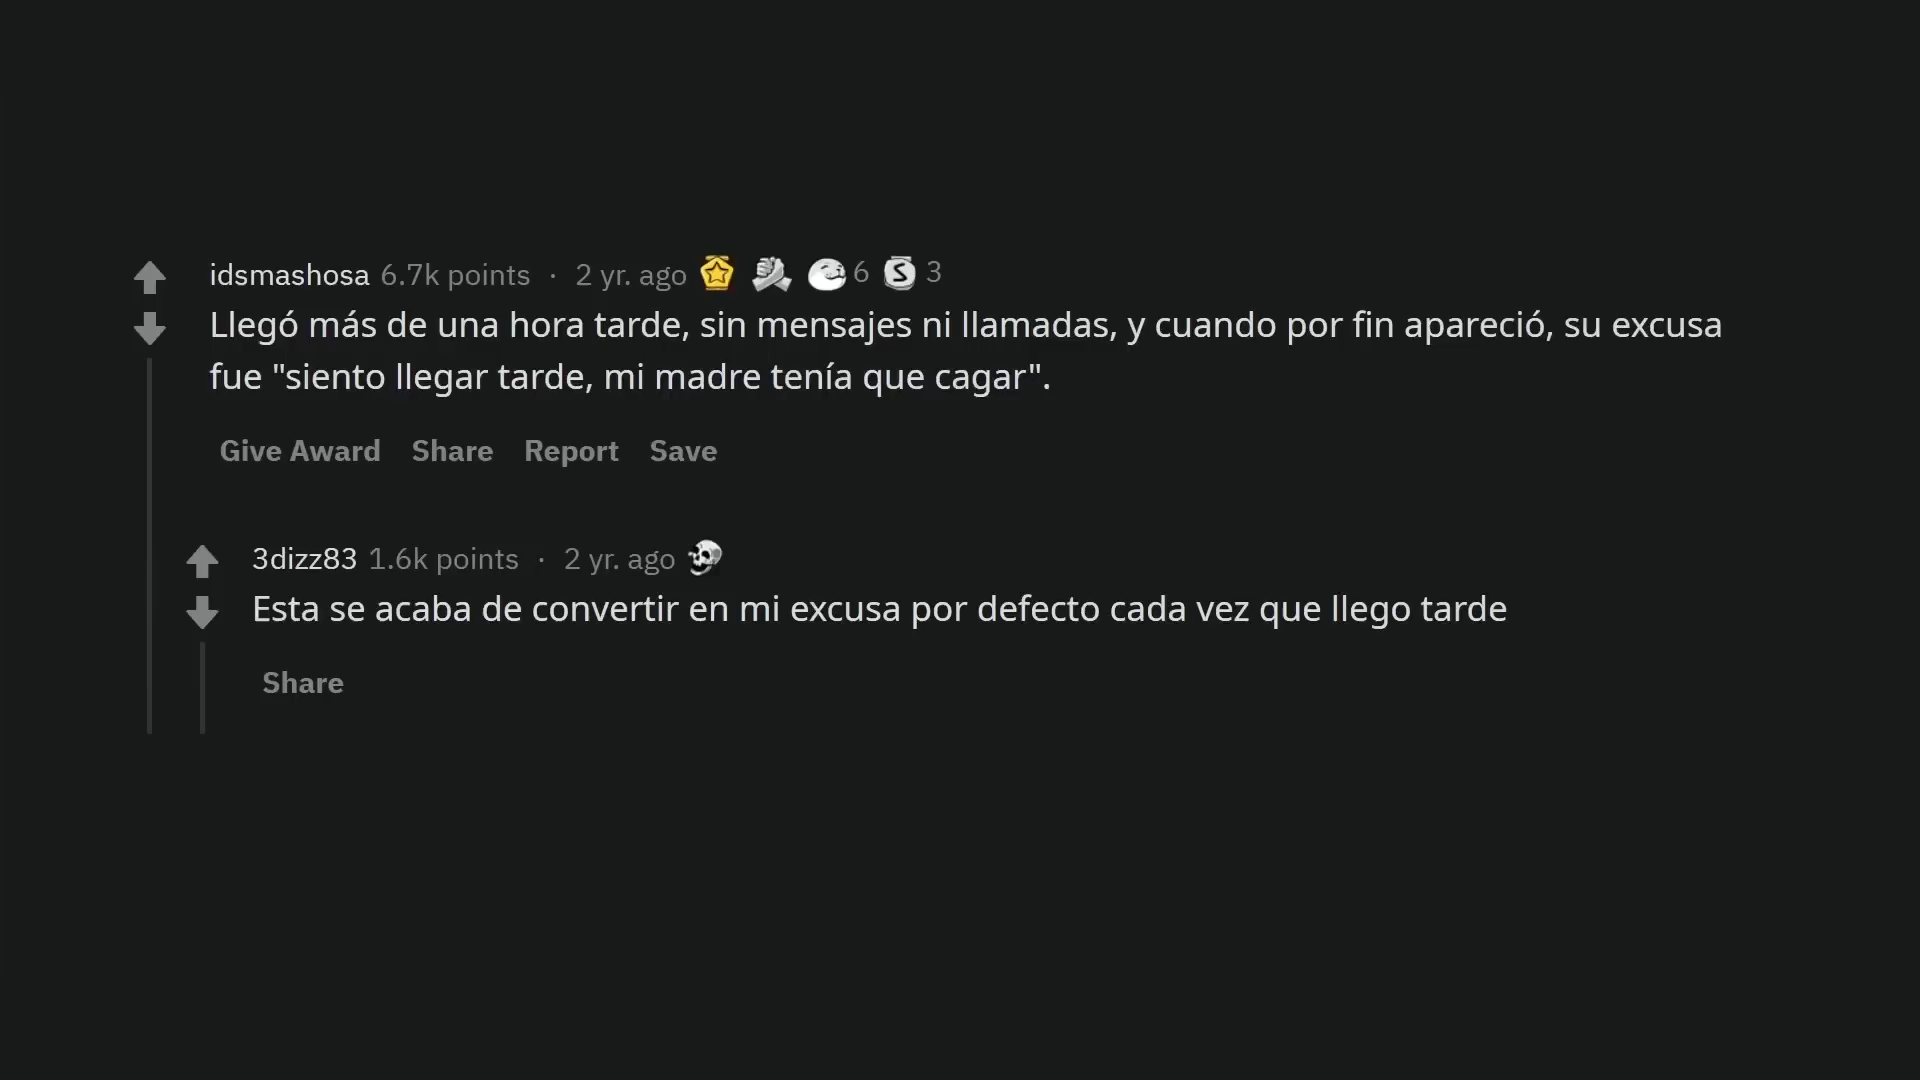 idsmashosa 6.7k points · 2 yr. ago 6 3
Llegó más de una hora tarde, sin mensajes ni llamadas, y cuando por fin apareció, su excusa
fue "siento llegar tarde, mi madre tenía que cagar".
Give Award Share Report Save
3dizz83 1.6k points · 2 yr. ago
Esta se acaba de convertir en mi excusa por defecto cada vez que llego tarde
Share